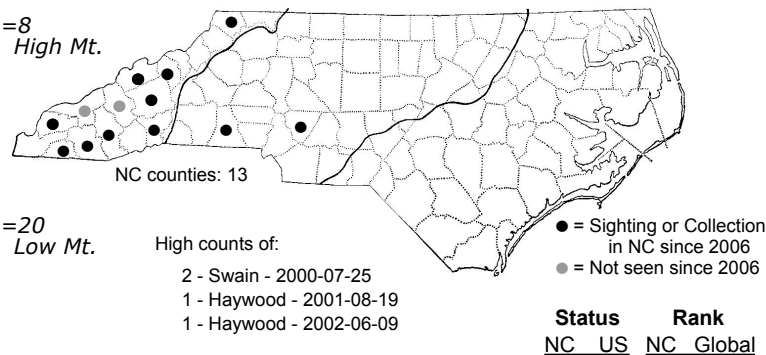 =8
High Mt.
NC counties: 13
=20
Low Mt.
High counts of:
2 - Swain - 2000-07-25
1 - Haywood - 2001-08-19
1 - Haywood - 2002-06-09
= Sighting or Collection
in NC since 2006
= Not seen since 2006
Status Rank
NC US NC Global